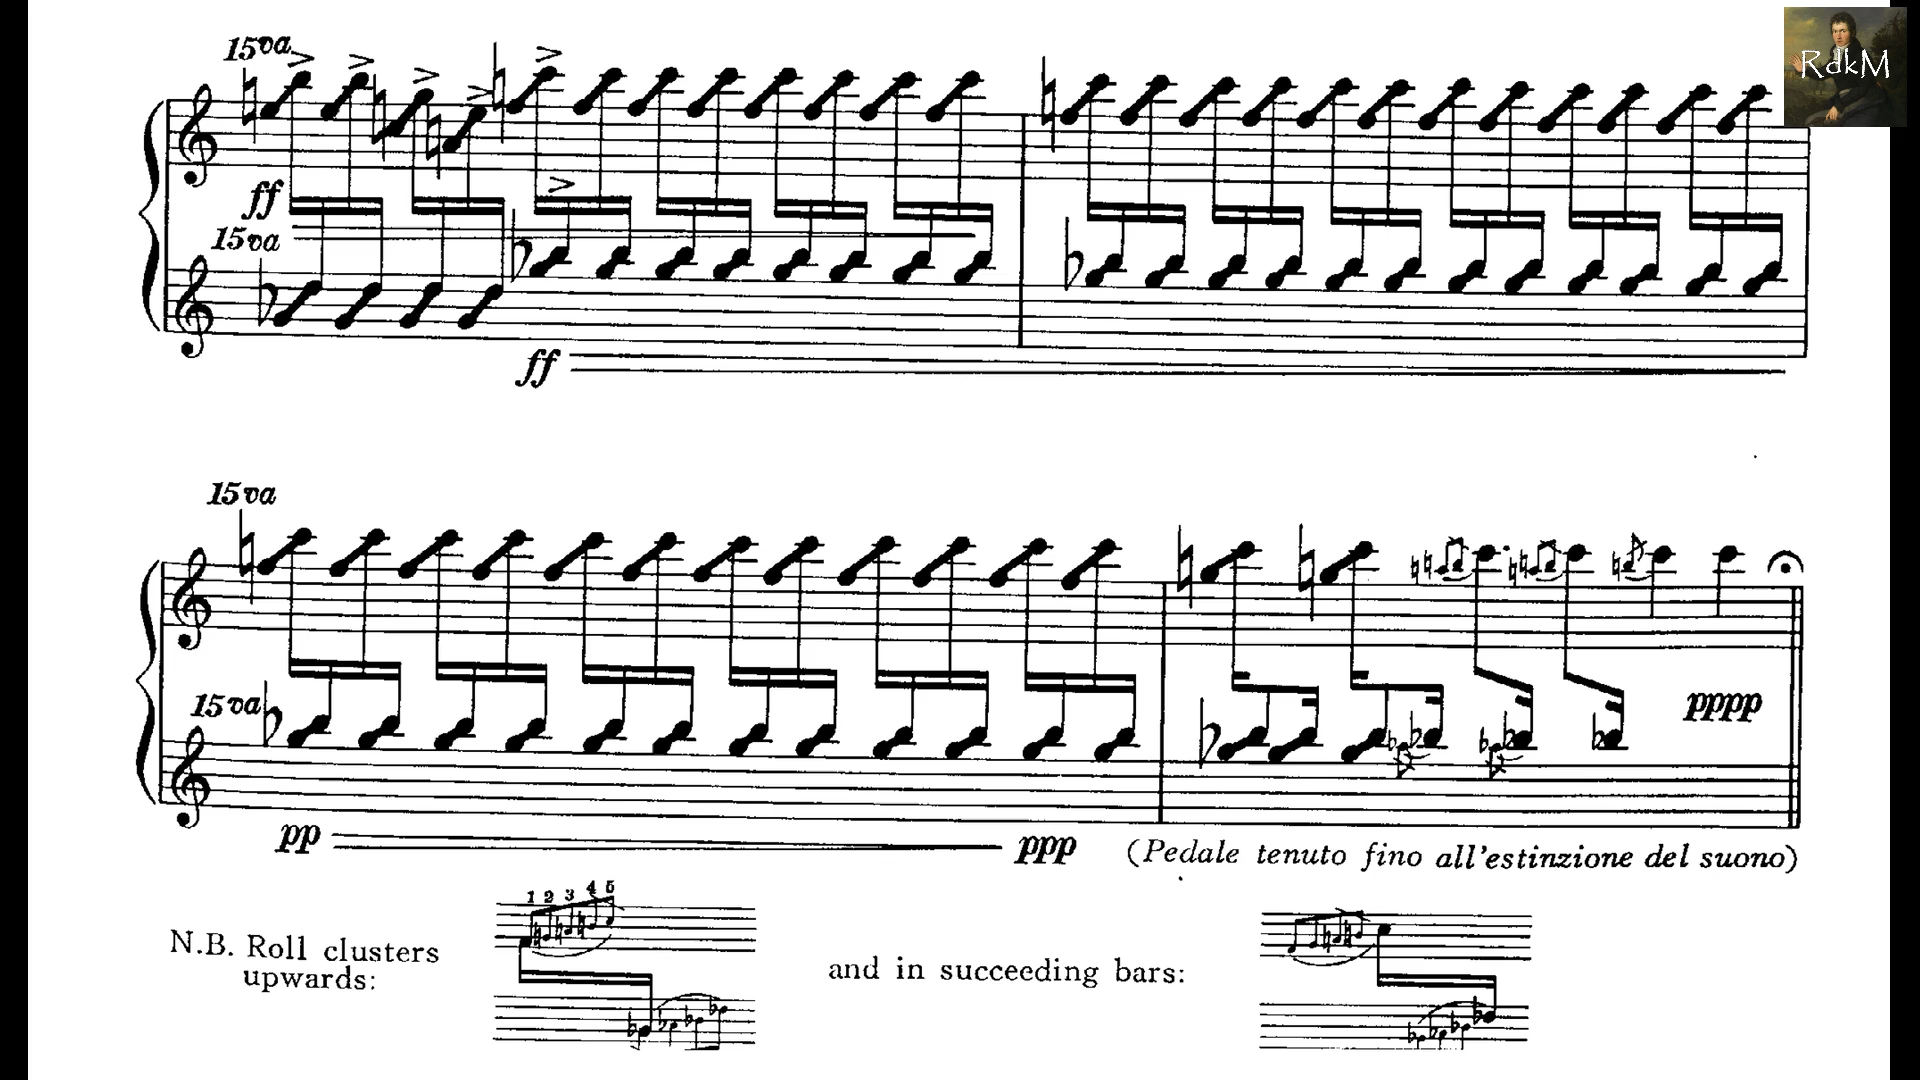 15va
RdkM
ff
15va
ff
15va
15va
pppp
pp ppp (Pedale tenuto fino all'estinzione del suono)
1 2 3 4 5
N.B. Roll clusters
upwards:
and in succeeding bars: